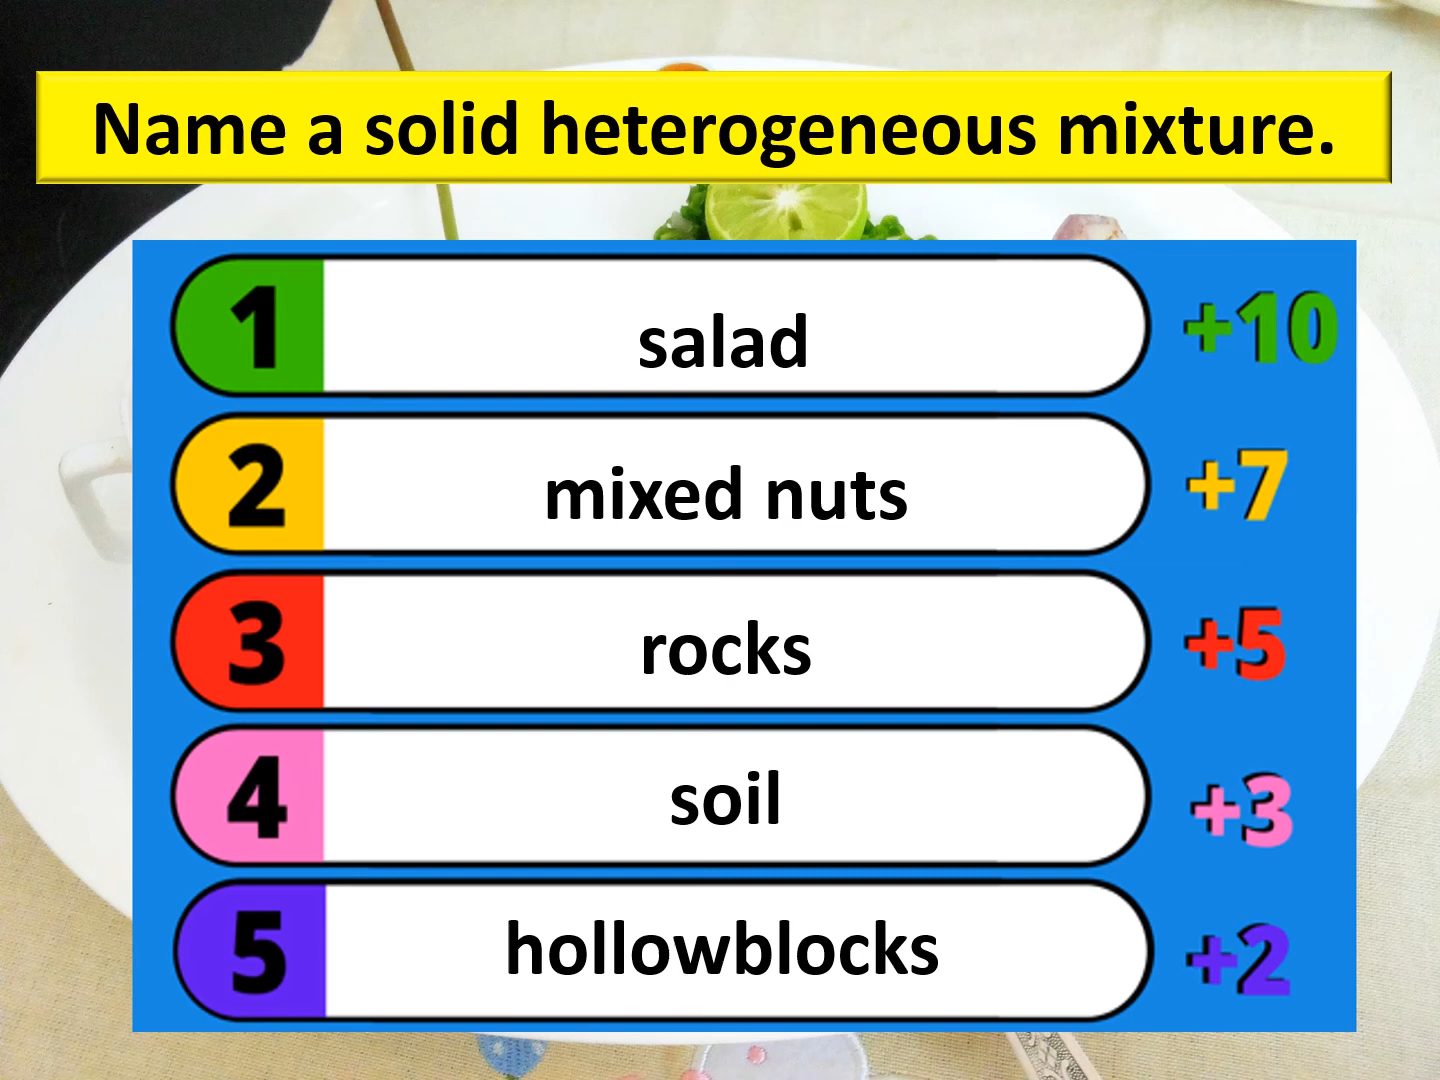 Name a solid heterogeneous mixture.
1 salad +10
2 mixed nuts +7
3 rocks +5
4 soil +3
5 hollowblocks +2